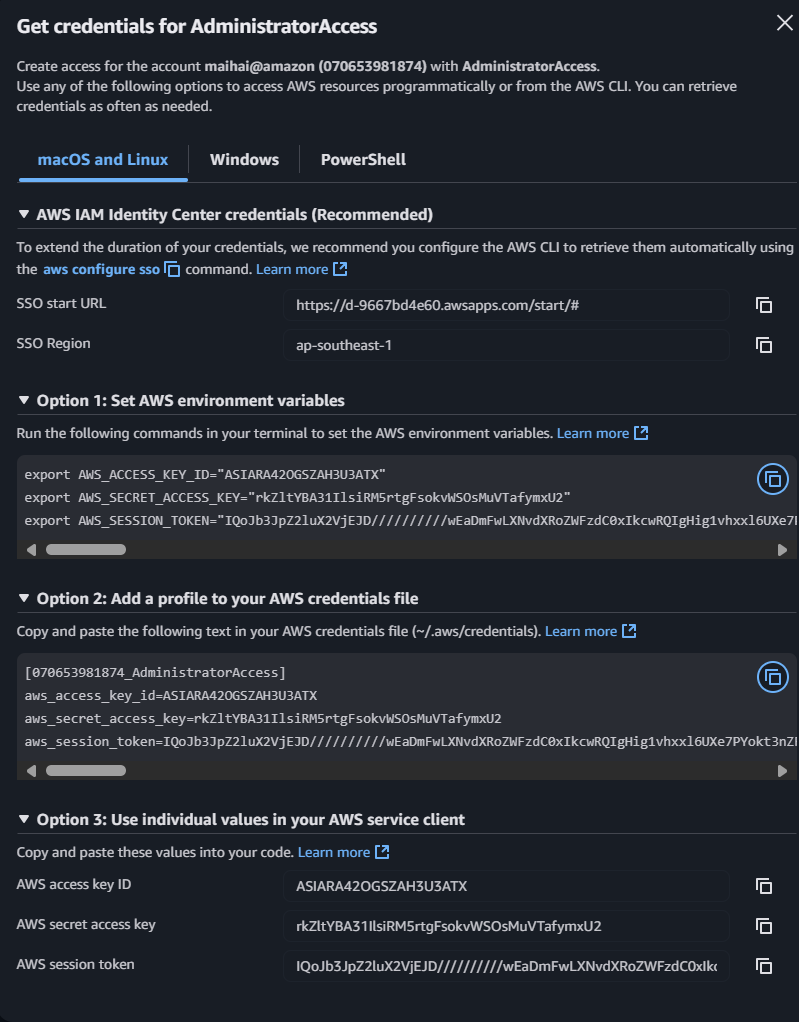 Get credentials for AdministratorAccess
Create access for the account maihai@amazon (070653981874) with AdministratorAccess.
Use any of the following options to access AWS resources programmatically or from the AWS CLI. You can retrieve
credentials as often as needed.
macOS and Linux
Windows
PowerShell
AWS IAM Identity Center credentials (Recommended)
To extend the duration of your credentials, we recommend you configure the AWS CLI to retrieve them automatically using
the aws configure sso command. Learn more
SSO start URL
https://d-9667bd4e60.awsapps.com/start/#
SSO Region
ap-southeast-1
Option 1: Set AWS environment variables
Run the following commands in your terminal to set the AWS environment variables. Learn more
export AWS_ACCESS_KEY_ID="ASIARA42OGSZAH3U3ATX"
export AWS_SECRET_ACCESS_KEY="rkZltYBA31IlsiRM5rtgFsokvWSOsMuVTafymxU2"
export AWS_SESSION_TOKEN="IQoJb3JpZ2luX2VjEJD//////////wEaDmFwLXNvdXRoZWFzdC0xIkcwRQIgHig1vhxxl6UXe7
Option 2: Add a profile to your AWS credentials file
Copy and paste the following text in your AWS credentials file (~/.aws/credentials). Learn more
[070653981874_AdministratorAccess]
aws_access_key_id=ASIARA42OGSZAH3U3ATX
aws_secret_access_key=rkZltYBA31IlsiRM5rtgFsokvWSOsMuVTafymxU2
aws_session_token=IQoJb3JpZ2luX2VjEJD//////////wEaDmFwLXNvdXRoZWFzdC0xIkcwRQIgHig1vhxxl6UXe7PYokt3nZ
Option 3: Use individual values in your AWS service client
Copy and paste these values into your code. Learn more
AWS access key ID
ASIARA42OGSZAH3U3ATX
AWS secret access key
rkZltYBA31IlsiRM5rtgFsokvWSOsMuVTafymxU2
AWS session token
IQoJb3JpZ2luX2VjEJD//////////wEaDmFwLXNvdXRoZWFzdC0xIkc